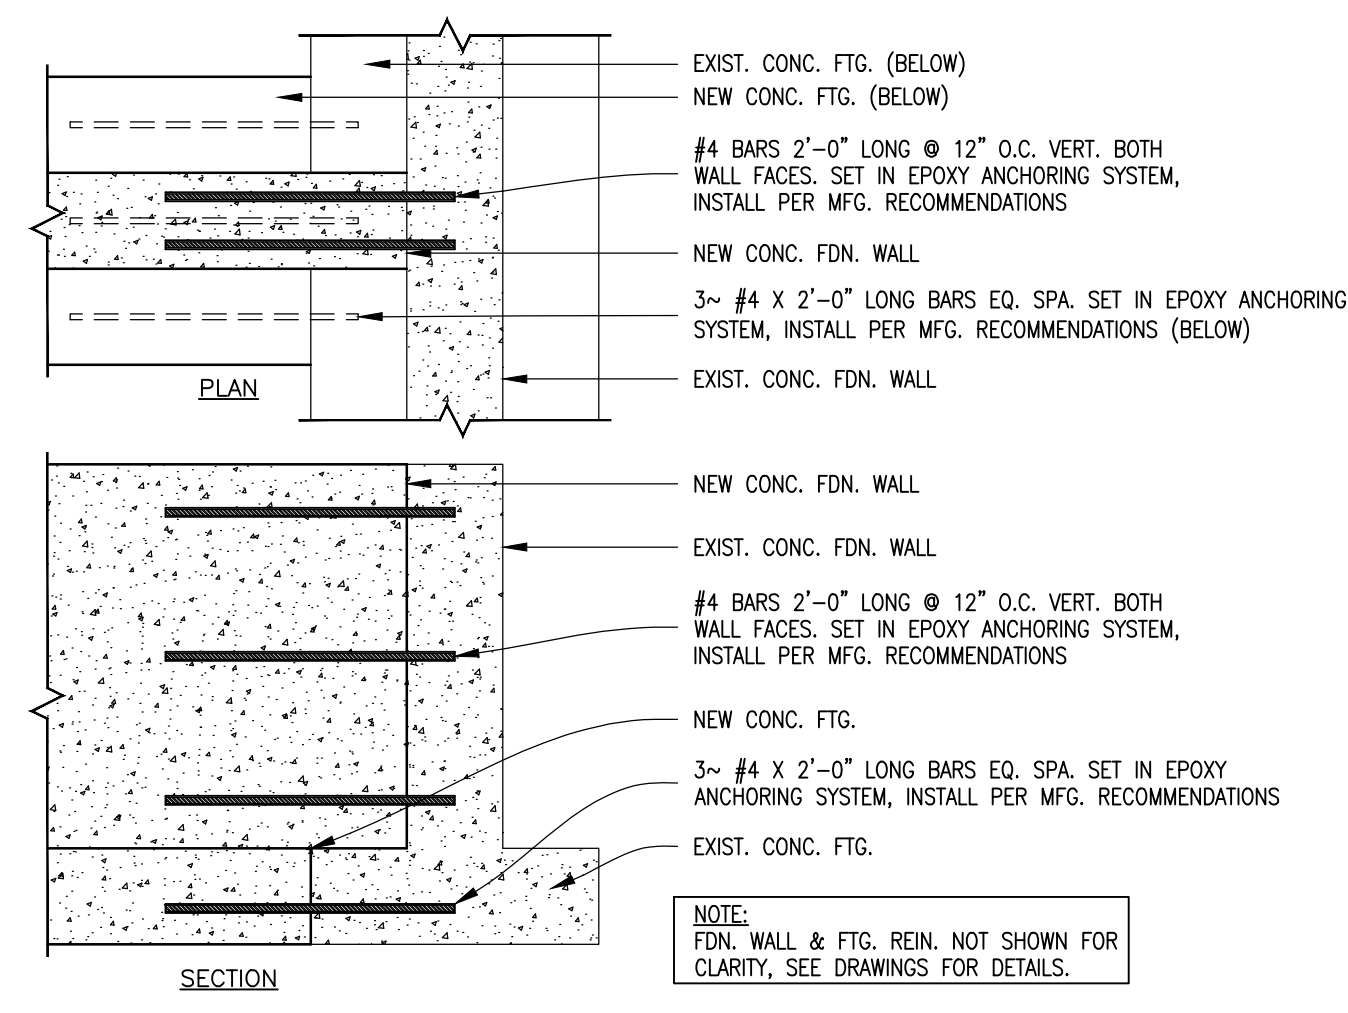 EXIST. CONC. FTG. (BELOW)
NEW CONC. FTG. (BELOW)
#4 BARS 2'-0" LONG @ 12" O.C. VERT. BOTH
WALL FACES. SET IN EPOXY ANCHORING SYSTEM,
INSTALL PER MFG. RECOMMENDATIONS
NEW CONC. FDN. WALL
3~ #4 X 2'-0" LONG BARS EQ. SPA. SET IN EPOXY ANCHORING
SYSTEM, INSTALL PER MFG. RECOMMENDATIONS (BELOW)
EXIST. CONC. FDN. WALL
PLAN
NEW CONC. FDN. WALL
EXIST. CONC. FDN. WALL
#4 BARS 2'-0" LONG @ 12" O.C. VERT. BOTH
WALL FACES. SET IN EPOXY ANCHORING SYSTEM,
INSTALL PER MFG. RECOMMENDATIONS
NEW CONC. FTG.
3~ #4 X 2'-0" LONG BARS EQ. SPA. SET IN EPOXY
ANCHORING SYSTEM, INSTALL PER MFG. RECOMMENDATIONS
EXIST. CONC. FTG.
SECTION
NOTE:
FDN. WALL & FTG. REIN. NOT SHOWN FOR
CLARITY, SEE DRAWINGS FOR DETAILS.